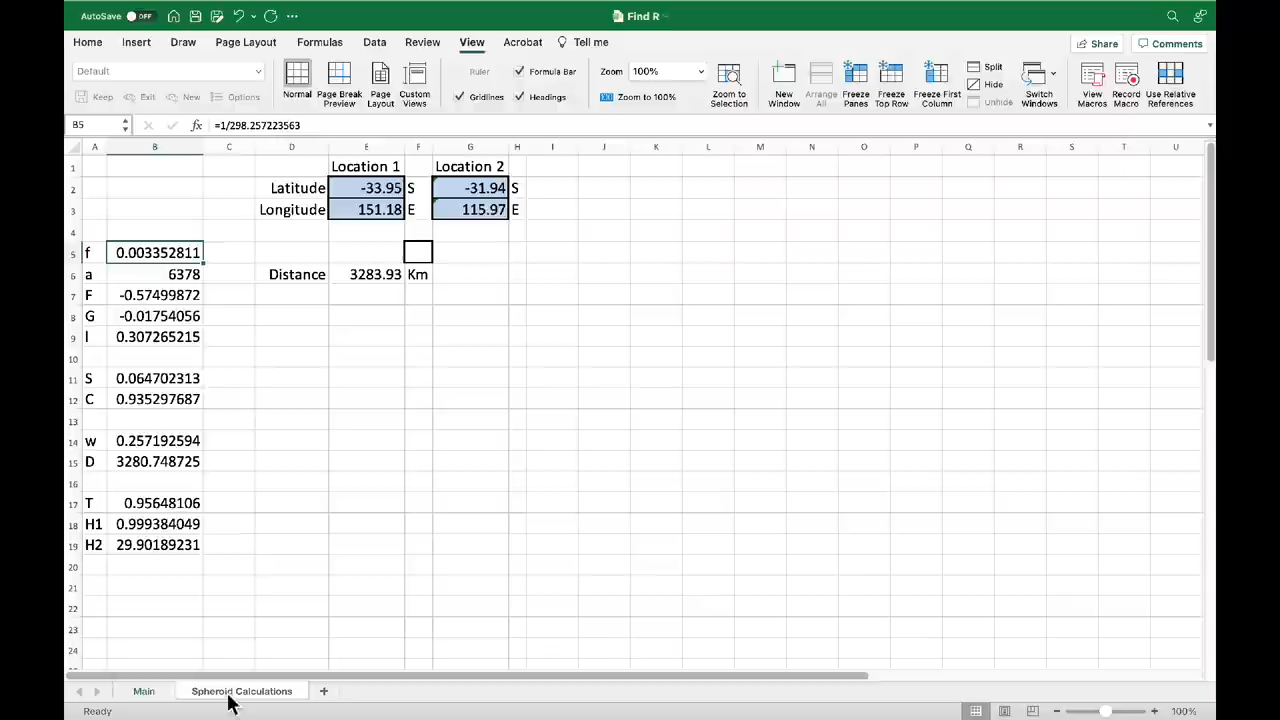 AutoSave OFF Find R
Home Insert Draw Page Layout Formulas Data Review View Acrobat Tell me Share Comments
Default Ruler Formula Bar Zoom 100% Split
Keep Exit New Options Gridlines Headings Zoom to 100% Hide
Normal Page Break Preview Page Layout Custom Views Zoom to Selection New Window Arrange All Freeze Panes Freeze Top Row Freeze First Column Unhide Switch Windows View Macros Record Macro Use Relative References
B5 fx =1/298.257223563
A B C D E F G H I J K L M N O P Q R S T U
1 Location 1 Location 2
2 Latitude -33.95 S -31.94 S
3 Longitude 151.18 E 115.97 E
4
5 f 0.003352811
6 a 6378 Distance 3283.93 Km
7 F -0.57499872
8 G -0.01754056
9 l 0.307265215
10
11 S 0.064702313
12 C 0.935297687
13
14 w 0.257192594
15 D 3280.748725
16
17 T 0.95648106
18 H1 0.999384049
19 H2 29.90189231
20
21
22
23
24
Main Spheroid Calculations
Ready 100%